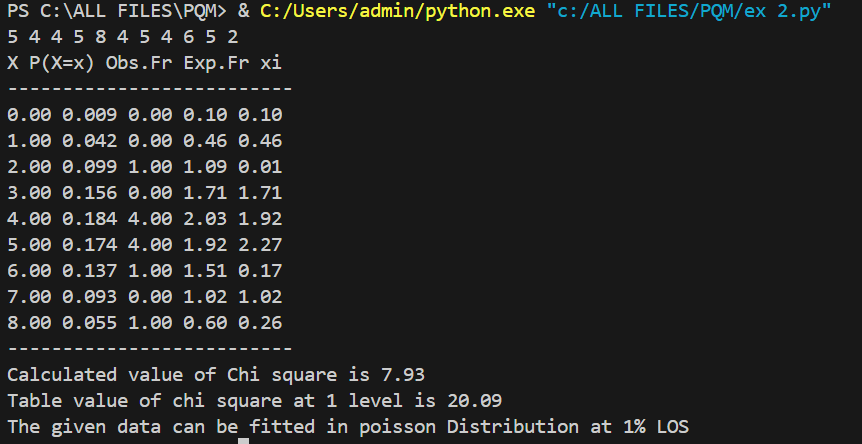 PS C:\ALL FILES\PQM> & C:/Users/admin/python.exe "c:/ALL FILES/PQM/ex 2.py"
5 4 4 5 8 4 5 4 6 5 2
X P(X=x) Obs.Fr Exp.Fr xi
--------------------------
0.00 0.009 0.00 0.10 0.10
1.00 0.042 0.00 0.46 0.46
2.00 0.099 1.00 1.09 0.01
3.00 0.156 0.00 1.71 1.71
4.00 0.184 4.00 2.03 1.92
5.00 0.174 4.00 1.92 2.27
6.00 0.137 1.00 1.51 0.17
7.00 0.093 0.00 1.02 1.02
8.00 0.055 1.00 0.60 0.26
--------------------------
Calculated value of Chi square is 7.93
Table value of chi square at 1 level is 20.09
The given data can be fitted in poisson Distribution at 1% LOS